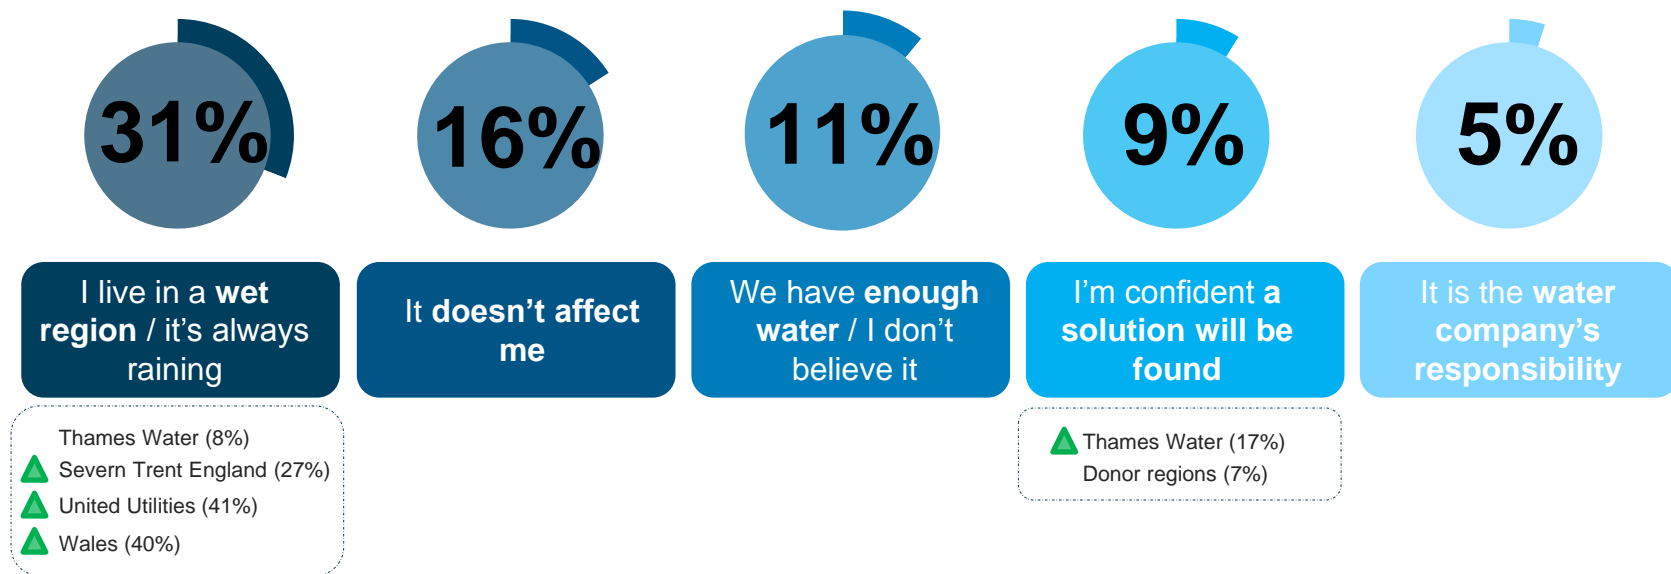 31%
16%
11%
9%
5%
I live in a wet
region / it's always
raining
It doesn't affect
me
We have enough
water / I don't
believe it
I'm confident a
solution will be
found
It is the water
company's
responsibility
Thames Water (8%)
Severn Trent England (27%)
United Utilities (41%)
Wales (40%)
Thames Water (17%)
Donor regions (7%)